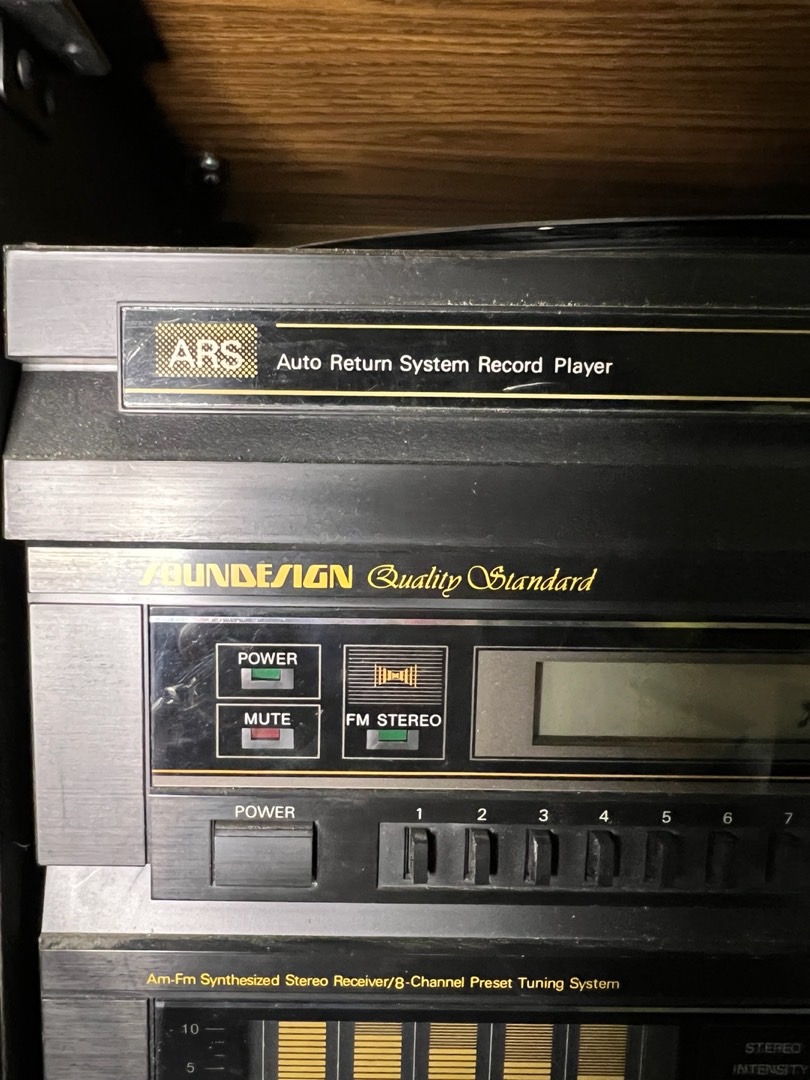 ARS
Auto Return System Record Player
SOUNDESIGN Quality Standard
POWER
MUTE
FM STEREO
POWER
1 2 3 4 5 6 7
Am-Fm Synthesized Stereo Receiver/8-Channel Preset Tuning System
10
5
STEREO
INTENSITY